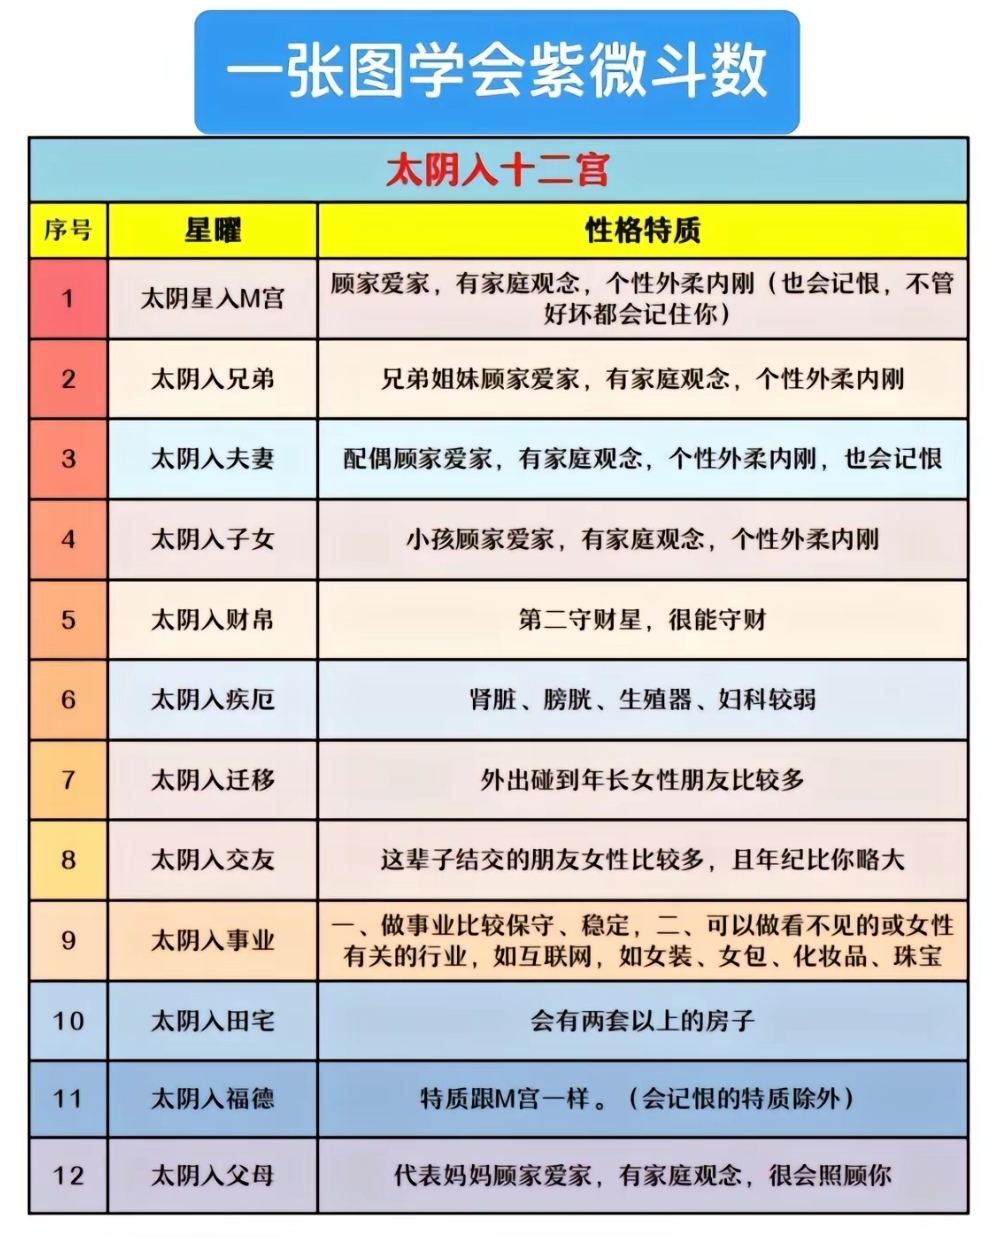 一张图学会紫微斗数
太阴入十二宫
序号 星曜 性格特质
1 太阴星入M宫 顾家爱家，有家庭观念，个性外柔内刚（也会记恨，不管
好坏都会记住你）
2 太阴入兄弟 兄弟姐妹顾家爱家，有家庭观念，个性外柔内刚
3 太阴入夫妻 配偶顾家爱家，有家庭观念，个性外柔内刚，也会记恨
4 太阴入子女 小孩顾家爱家，有家庭观念，个性外柔内刚
5 太阴入财帛 第二守财星，很能守财
6 太阴入疾厄 肾脏、膀胱、生殖器、妇科较弱
7 太阴入迁移 外出碰到年长女性朋友比较多
8 太阴入交友 这辈子结交的朋友女性比较多，且年纪比你略大
9 太阴入事业 一、做事业比较保守、稳定，二、可以做看不见的或女性
有关的行业，如互联网，如女装、女包、化妆品、珠宝
10 太阴入田宅 会有两套以上的房子
11 太阴入福德 特质跟M宫一样。（会记恨的特质除外）
12 太阴入父母 代表妈妈顾家爱家，有家庭观念，很会照顾你